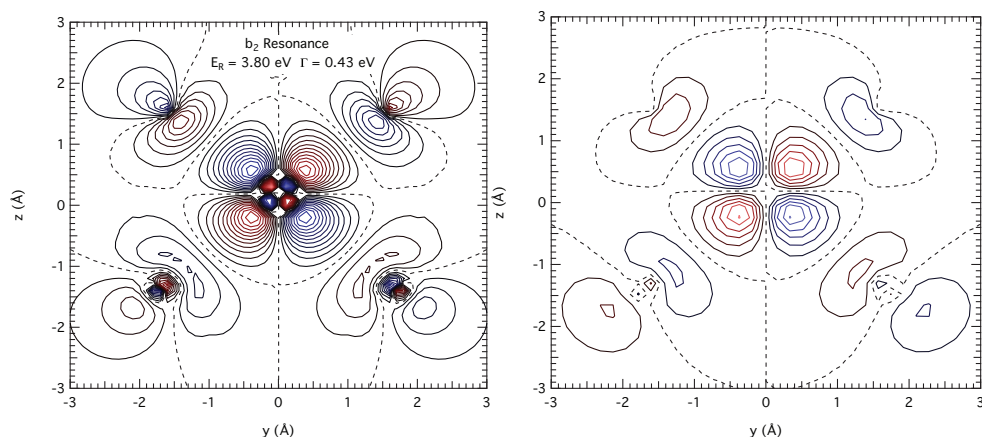 b₂ Resonance
E_R = 3.80 eV Γ = 0.43 eV
3
2
1
0
-1
-2
-3
z (Å)
-3 -2 -1 0 1 2 3
y (Å)
3
2
1
0
-1
-2
-3
z (Å)
-3 -2 -1 0 1 2 3
y (Å)